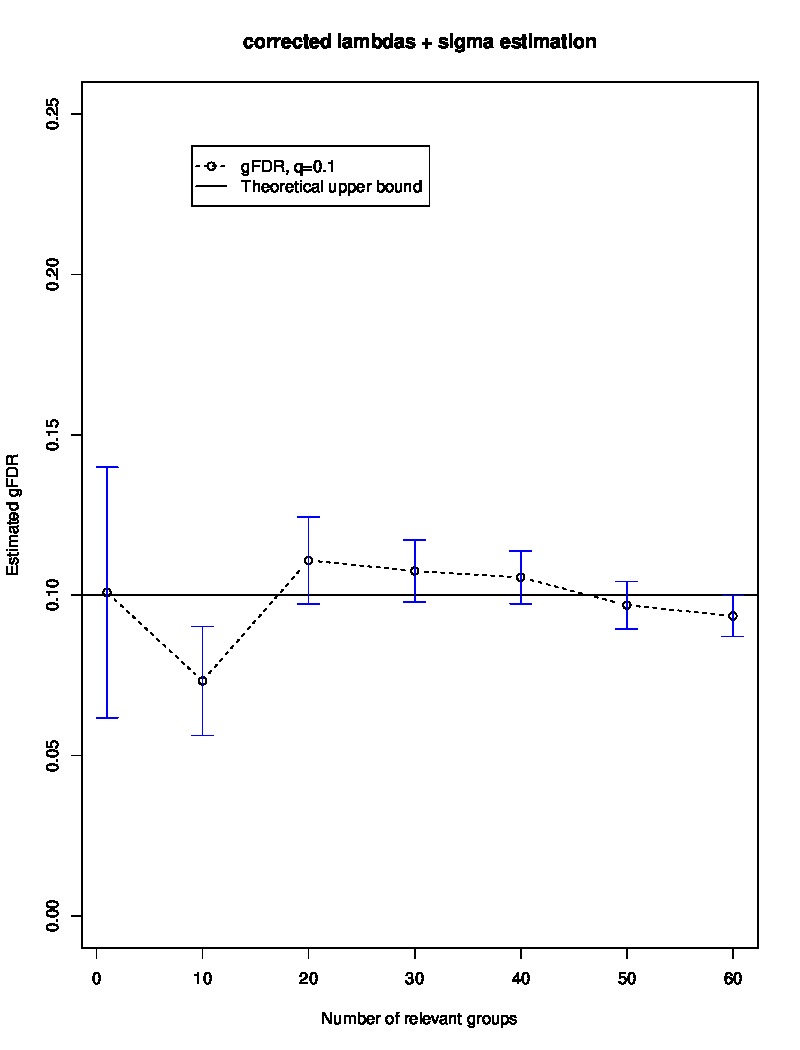 corrected lambdas + sigma estimation
0.25
gFDR, q=0.1
Theoretical upper bound
0.20
0.15
Estimated gFDR
0.10
0.05
0.00
0 10 20 30 40 50 60
Number of relevant groups